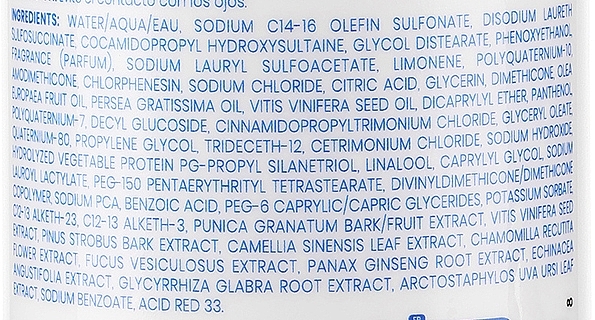 el contacto con los ojos.
INGREDIENTS: WATER/AQUA/EAU, SODIUM C14-16 OLEFIN SULFONATE, DISODIUM LAURETH
SULFOSUCCINATE, COCAMIDOPROPYL HYDROXYSULTAINE, GLYCOL DISTEARATE, PHENOXYETHANOL
FRAGRANCE (PARFUM), SODIUM LAURYL SULFOACETATE, LIMONENE, POLYQUATERNIUM-10,
AMODIMETHICONE, CHLORPHENESIN, SODIUM CHLORIDE, CITRIC ACID, GLYCERIN, DIMETHICONE, OLEA
EUROPAEA FRUIT OIL, PERSEA GRATISSIMA OIL, VITIS VINIFERA SEED OIL, DICAPRYLYL ETHER, PANTHENOL
POLYQUATERNIUM-7, DECYL GLUCOSIDE, CINNAMIDOPROPYLTRIMONIUM CHLORIDE, GLYCERYL OLEATE
QUATERNIUM-80, PROPYLENE GLYCOL, TRIDECETH-12, CETRIMONIUM CHLORIDE, SODIUM HYDROXIDE,
HYDROLYZED VEGETABLE PROTEIN PG-PROPYL SILANETRIOL, LINALOOL, CAPRYLYL GLYCOL, SODIUM
LAUROYL LACTYLATE, PEG-150 PENTAERYTHRITYL TETRASTEARATE, DIVINYLDIMETHICONE/DIMETHICONE
COPOLYMER, SODIUM PCA, BENZOIC ACID, PEG-6 CAPRYLIC/CAPRIC GLYCERIDES, POTASSIUM SORBATE
C12-13 ALKETH-23, C12-13 ALKETH-3, PUNICA GRANATUM BARK/FRUIT EXTRACT, VITIS VINIFERA SEED
EXTRACT, PINUS STROBUS BARK EXTRACT, CAMELLIA SINENSIS LEAF EXTRACT, CHAMOMILLA RECUTITA
FLOWER EXTRACT, FUCUS VESICULOSUS EXTRACT, PANAX GINSENG ROOT EXTRACT, ECHINACEA
ANGUSTIFOLIA EXTRACT, GLYCYRRHIZA GLABRA ROOT EXTRACT, ARCTOSTAPHYLOS UVA URSI LEAF
EXTRACT, SODIUM BENZOATE, ACID RED 33.
8